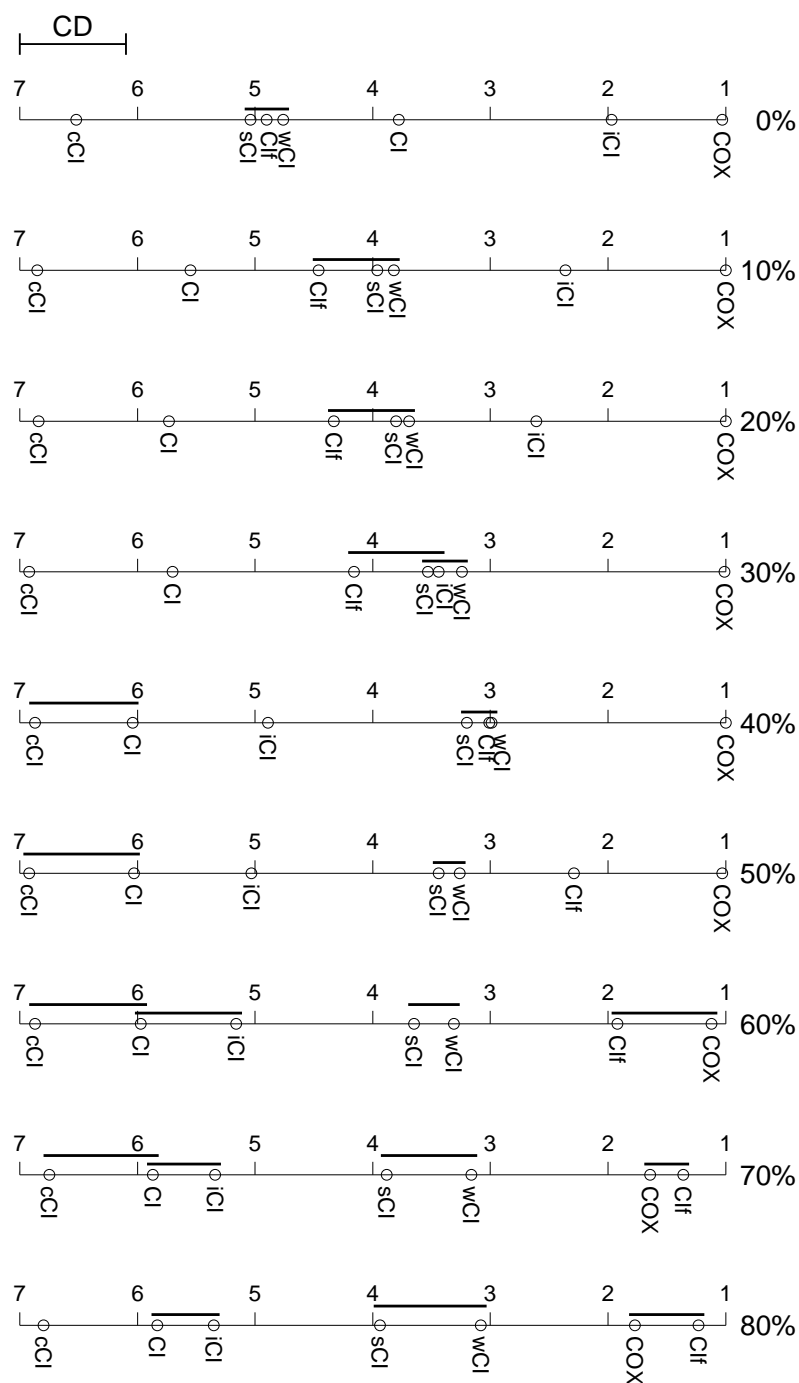 CD
7 6 5 4 3 2 1
0%
cCI sCI CIf wCI CI iCI COX
7 6 5 4 3 2 1
10%
cCI CI CIf sCI wCI iCI COX
7 6 5 4 3 2 1
20%
cCI CI CIf sCI wCI iCI COX
7 6 5 4 3 2 1
30%
cCI CI CIf sCI iCI wCI COX
7 6 5 4 3 2 1
40%
cCI CI iCI sCI CIf wCI COX
7 6 5 4 3 2 1
50%
cCI CI iCI sCI wCI CIf COX
7 6 5 4 3 2 1
60%
cCI CI iCI sCI wCI CIf COX
7 6 5 4 3 2 1
70%
cCI CI iCI sCI wCI COX CIf
7 6 5 4 3 2 1
80%
cCI CI iCI sCI wCI COX CIf